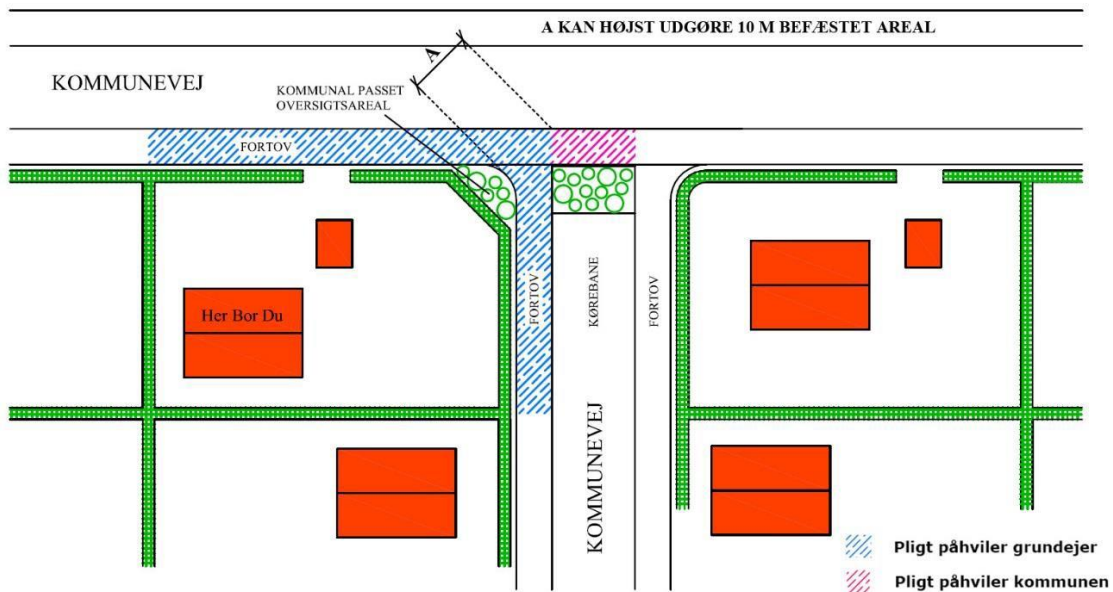 A KAN HØJST UDGØRE 10 M BEFÆSTET AREAL
A
KOMMUNEVEJ
KOMMUNAL PASSET
OVERSIGTSAREAL
FORTOV
Her Bor Du
FORTOV
KØREBANE
FORTOV
KOMMUNEVEJ
Pligt påhviler grundejer
Pligt påhviler kommunen